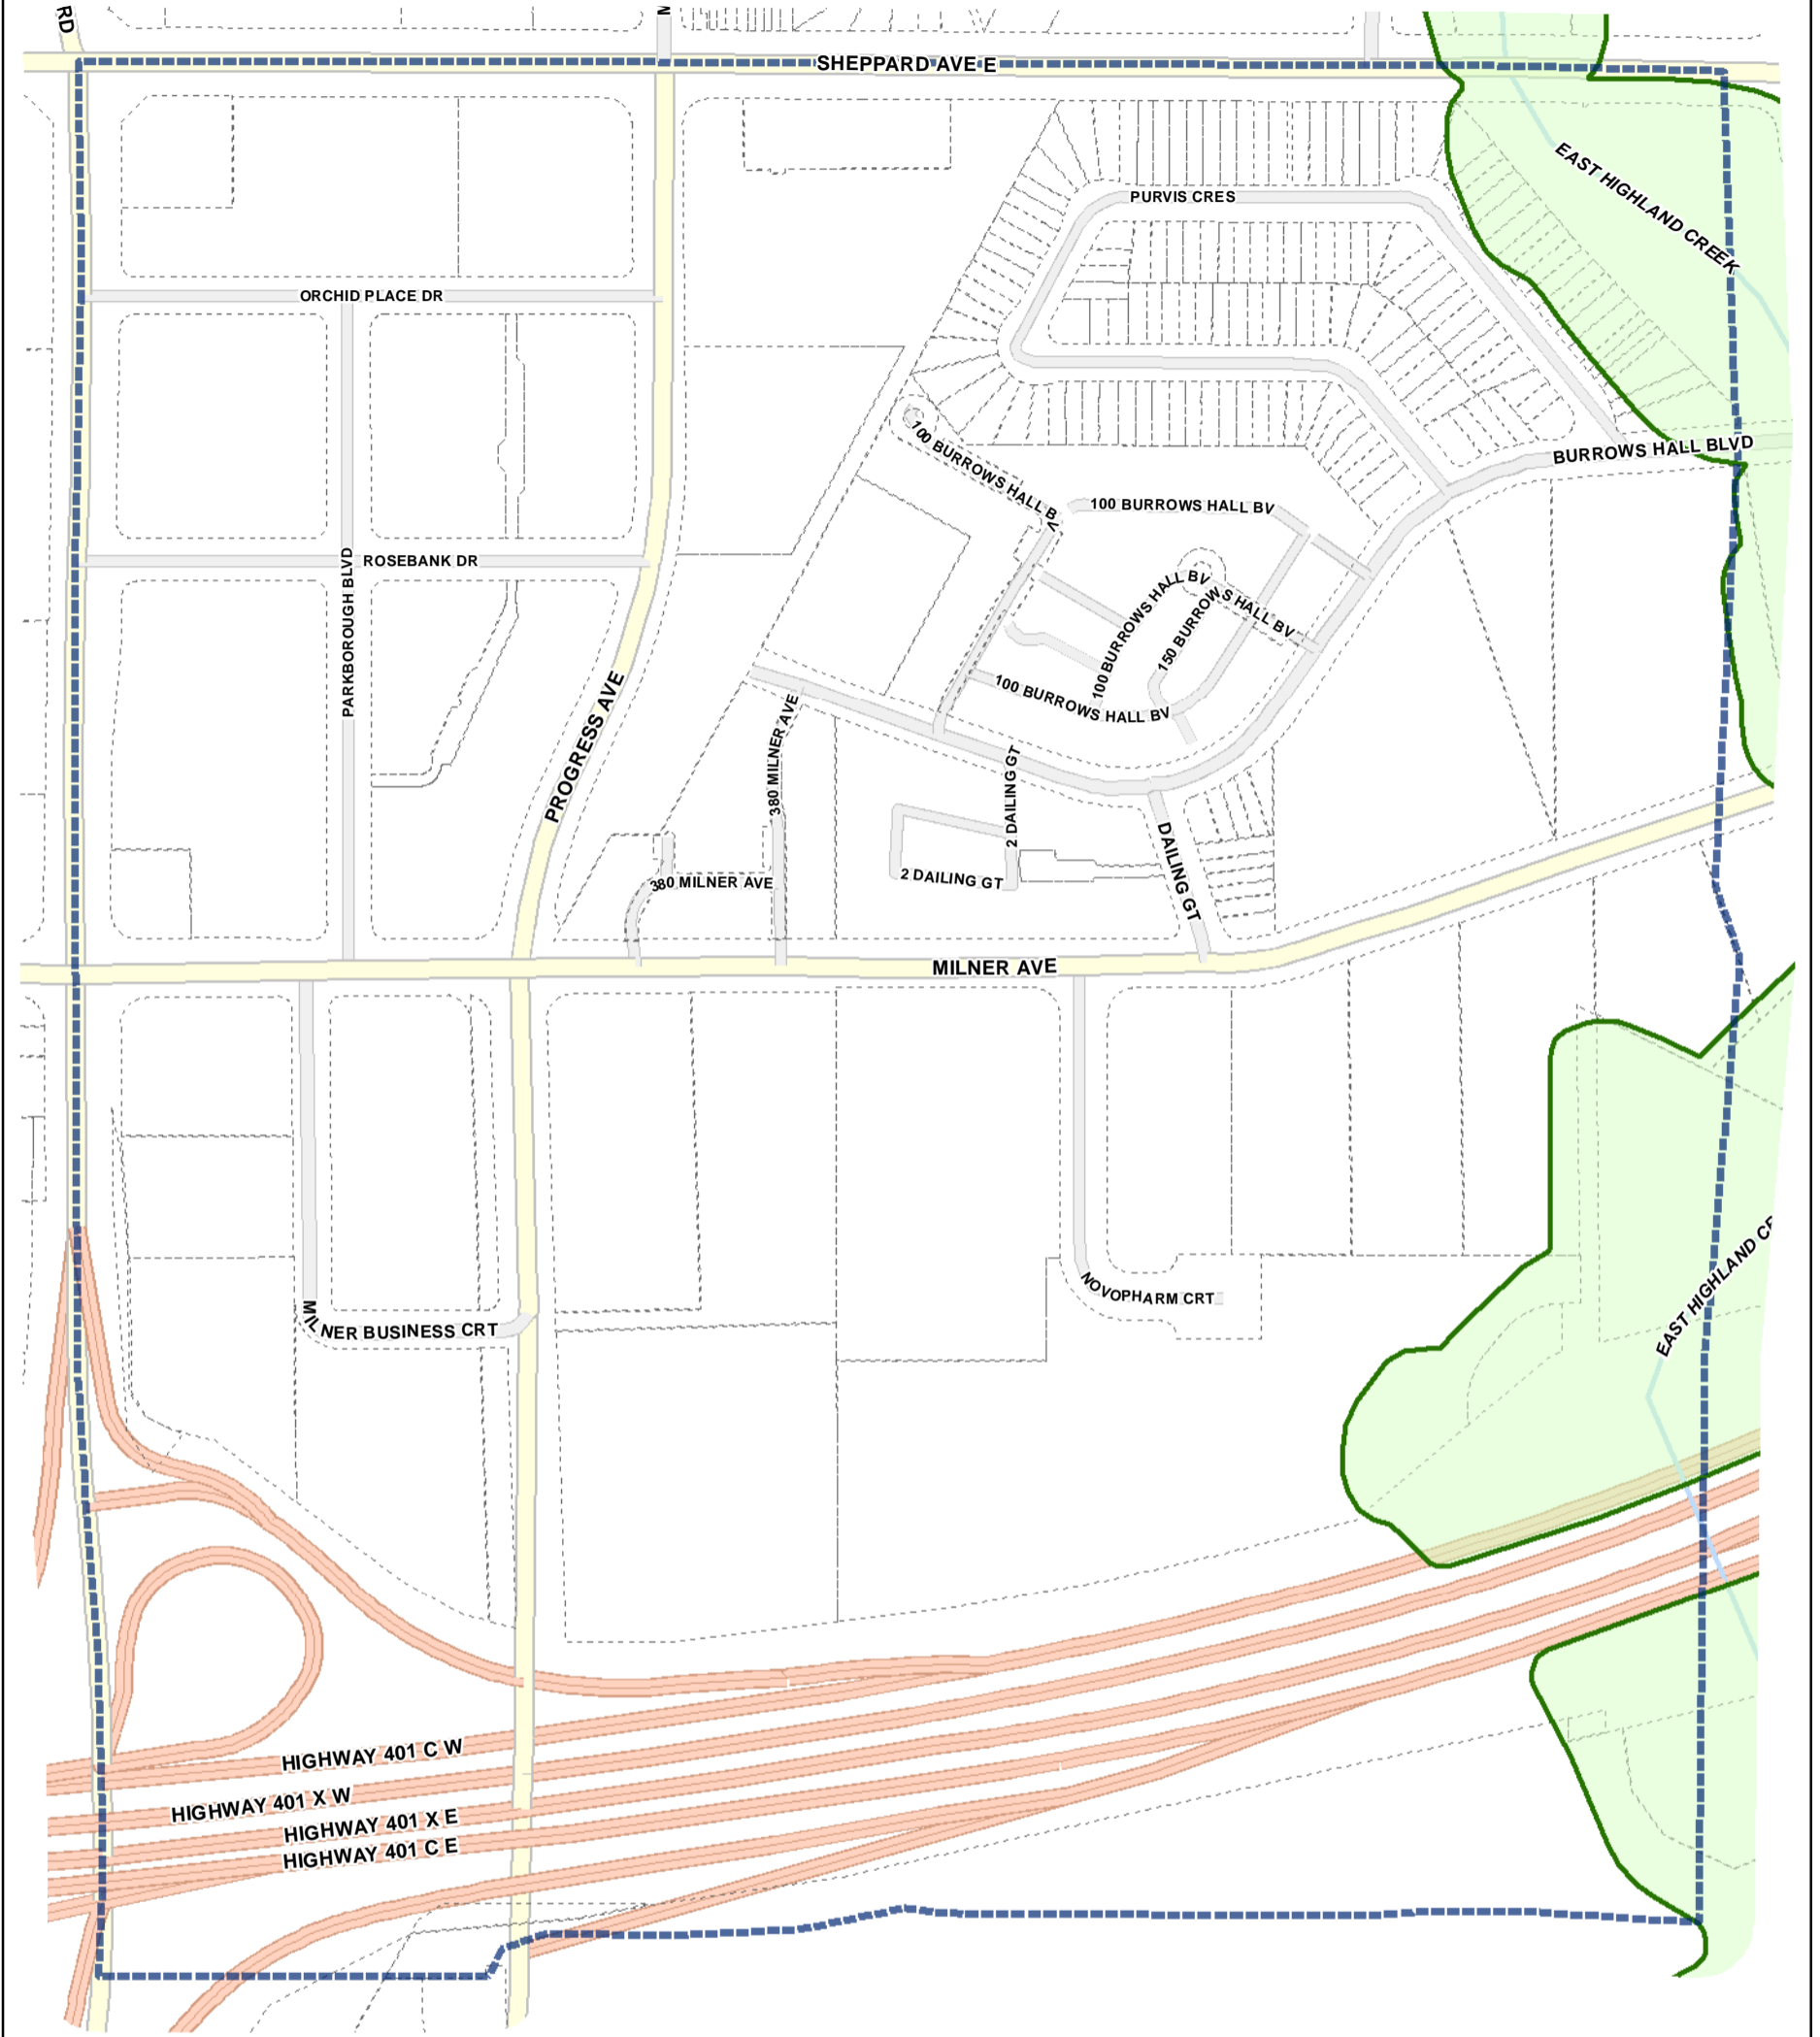 RD
N
SHEPPARD AVE E
EAST HIGHLAND CREEK
PURVIS CRES
ORCHID PLACE DR
BURROWS HALL BLVD
100 BURROWS HALL BV
100 BURROWS HALL BV
ROSEBANK DR
PARKBOROUGH BLVD
100 BURROWS HALL BV
150 BURROWS HALL BV
100 BURROWS HALL BV
PROGRESS AVE
380 MILNER AVE
2 DAILING GT
DAILING GT
380 MILNER AVE
2 DAILING GT
MILNER AVE
EAST HIGHLAND CR
NOVOPHARM CRT
MILNER BUSINESS CRT
HIGHWAY 401 C W
HIGHWAY 401 X W
HIGHWAY 401 X E
HIGHWAY 401 C E